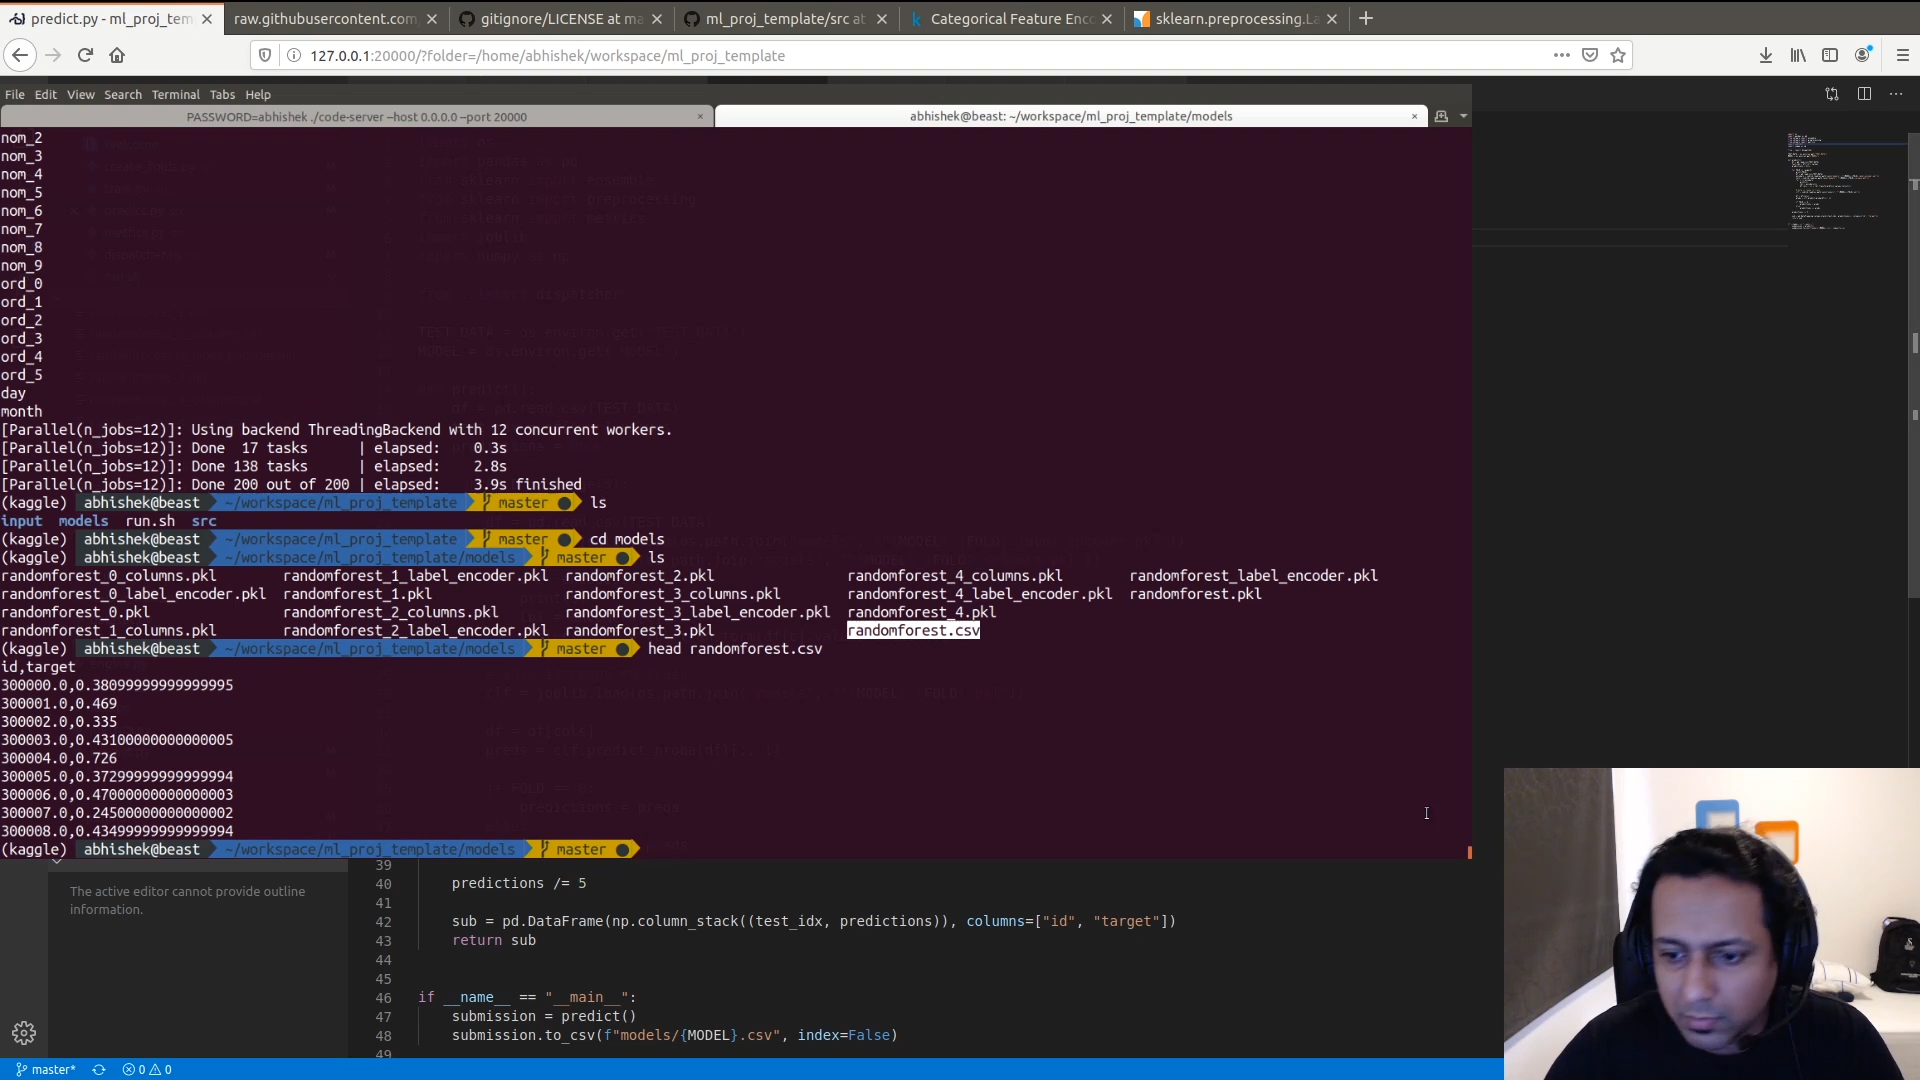 predict.py - ml_proj_tem
raw.githubusercontent.com
gitignore/LICENSE at ma
ml_proj_template/src at
Categorical Feature Enc
sklearn.preprocessing.La
127.0.0.1:20000/?folder=/home/abhishek/workspace/ml_proj_template
File Edit View Search Terminal Tabs Help
PASSWORD=abhishek ./code-server --host 0.0.0.0 --port 20000
abhishek@beast: ~/workspace/ml_proj_template/models
nom_2
nom_3
nom_4
nom_5
nom_6
nom_7
nom_8
nom_9
ord_0
ord_1
ord_2
ord_3
ord_4
ord_5
day
month
[Parallel(n_jobs=12)]: Using backend ThreadingBackend with 12 concurrent workers.
[Parallel(n_jobs=12)]: Done 17 tasks | elapsed: 0.3s
[Parallel(n_jobs=12)]: Done 138 tasks | elapsed: 2.8s
[Parallel(n_jobs=12)]: Done 200 out of 200 | elapsed: 3.9s finished
(kaggle) abhishek@beast ~/workspace/ml_proj_template master ● ls
input models run.sh src
(kaggle) abhishek@beast ~/workspace/ml_proj_template master ● cd models
(kaggle) abhishek@beast ~/workspace/ml_proj_template/models master ● ls
randomforest_0_columns.pkl randomforest_1_label_encoder.pkl randomforest_2.pkl randomforest_4_columns.pkl randomforest_label_encoder.pkl
randomforest_0_label_encoder.pkl randomforest_1.pkl randomforest_3_columns.pkl randomforest_4_label_encoder.pkl randomforest.pkl
randomforest_0.pkl randomforest_2_columns.pkl randomforest_3_label_encoder.pkl randomforest_4.pkl
randomforest_1_columns.pkl randomforest_2_label_encoder.pkl randomforest_3.pkl randomforest.csv
(kaggle) abhishek@beast ~/workspace/ml_proj_template/models master ● head randomforest.csv
id,target
300000.0,0.38099999999999995
300001.0,0.469
300002.0,0.335
300003.0,0.43100000000000005
300004.0,0.726
300005.0,0.37299999999999994
300006.0,0.47000000000000003
300007.0,0.24500000000000002
300008.0,0.43499999999999994
(kaggle) abhishek@beast ~/workspace/ml_proj_template/models master ●
The active editor cannot provide outline
information.
39
40 predictions /= 5
41
42 sub = pd.DataFrame(np.column_stack((test_idx, predictions)), columns=["id", "target"])
43 return sub
44
45
46 if __name__ == "__main__":
47 submission = predict()
48 submission.to_csv(f"models/{MODEL}.csv", index=False)
49
master* 0 0